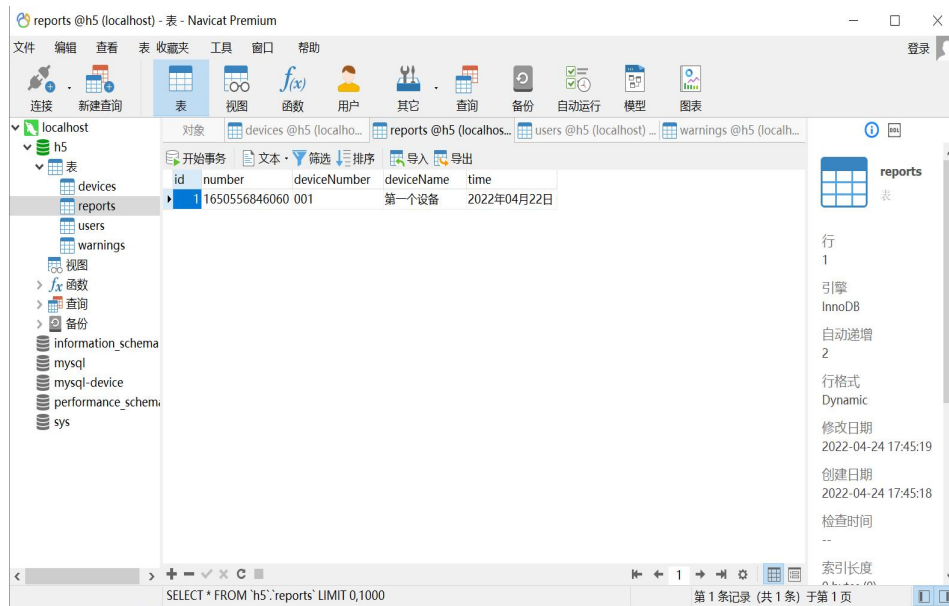 reports @h5 (localhost) - 表 - Navicat Premium
文件 编辑 查看 表 收藏夹 工具 窗口 帮助 登录
连接 新建查询 表 视图 f(x) 函数 用户 其它 查询 备份 自动运行 模型 图表
localhost
h5
表
devices
reports
users
warnings
视图
fx 函数
查询
备份
information_schema
mysql
mysql-device
sys
对象 devices @h5 (localho... reports @h5 (localhos... users @h5 (localhost) ... warnings @h5 (localh...
开始事务 文本 筛选 排序 导入 导出
id number deviceNumber deviceName time
1 1650556846060 001 第一个设备 2022年04月22日
DDL
reports
表
行
1
引擎
InnoDB
自动递增
2
行格式
Dynamic
修改日期
2022-04-24 17:45:19
创建日期
2022-04-24 17:45:18
检查时间
--
索引长度
1
SELECT * FROM `h5`.`reports` LIMIT 0,1000 第 1 条记录 (共 1 条) 于第 1 页